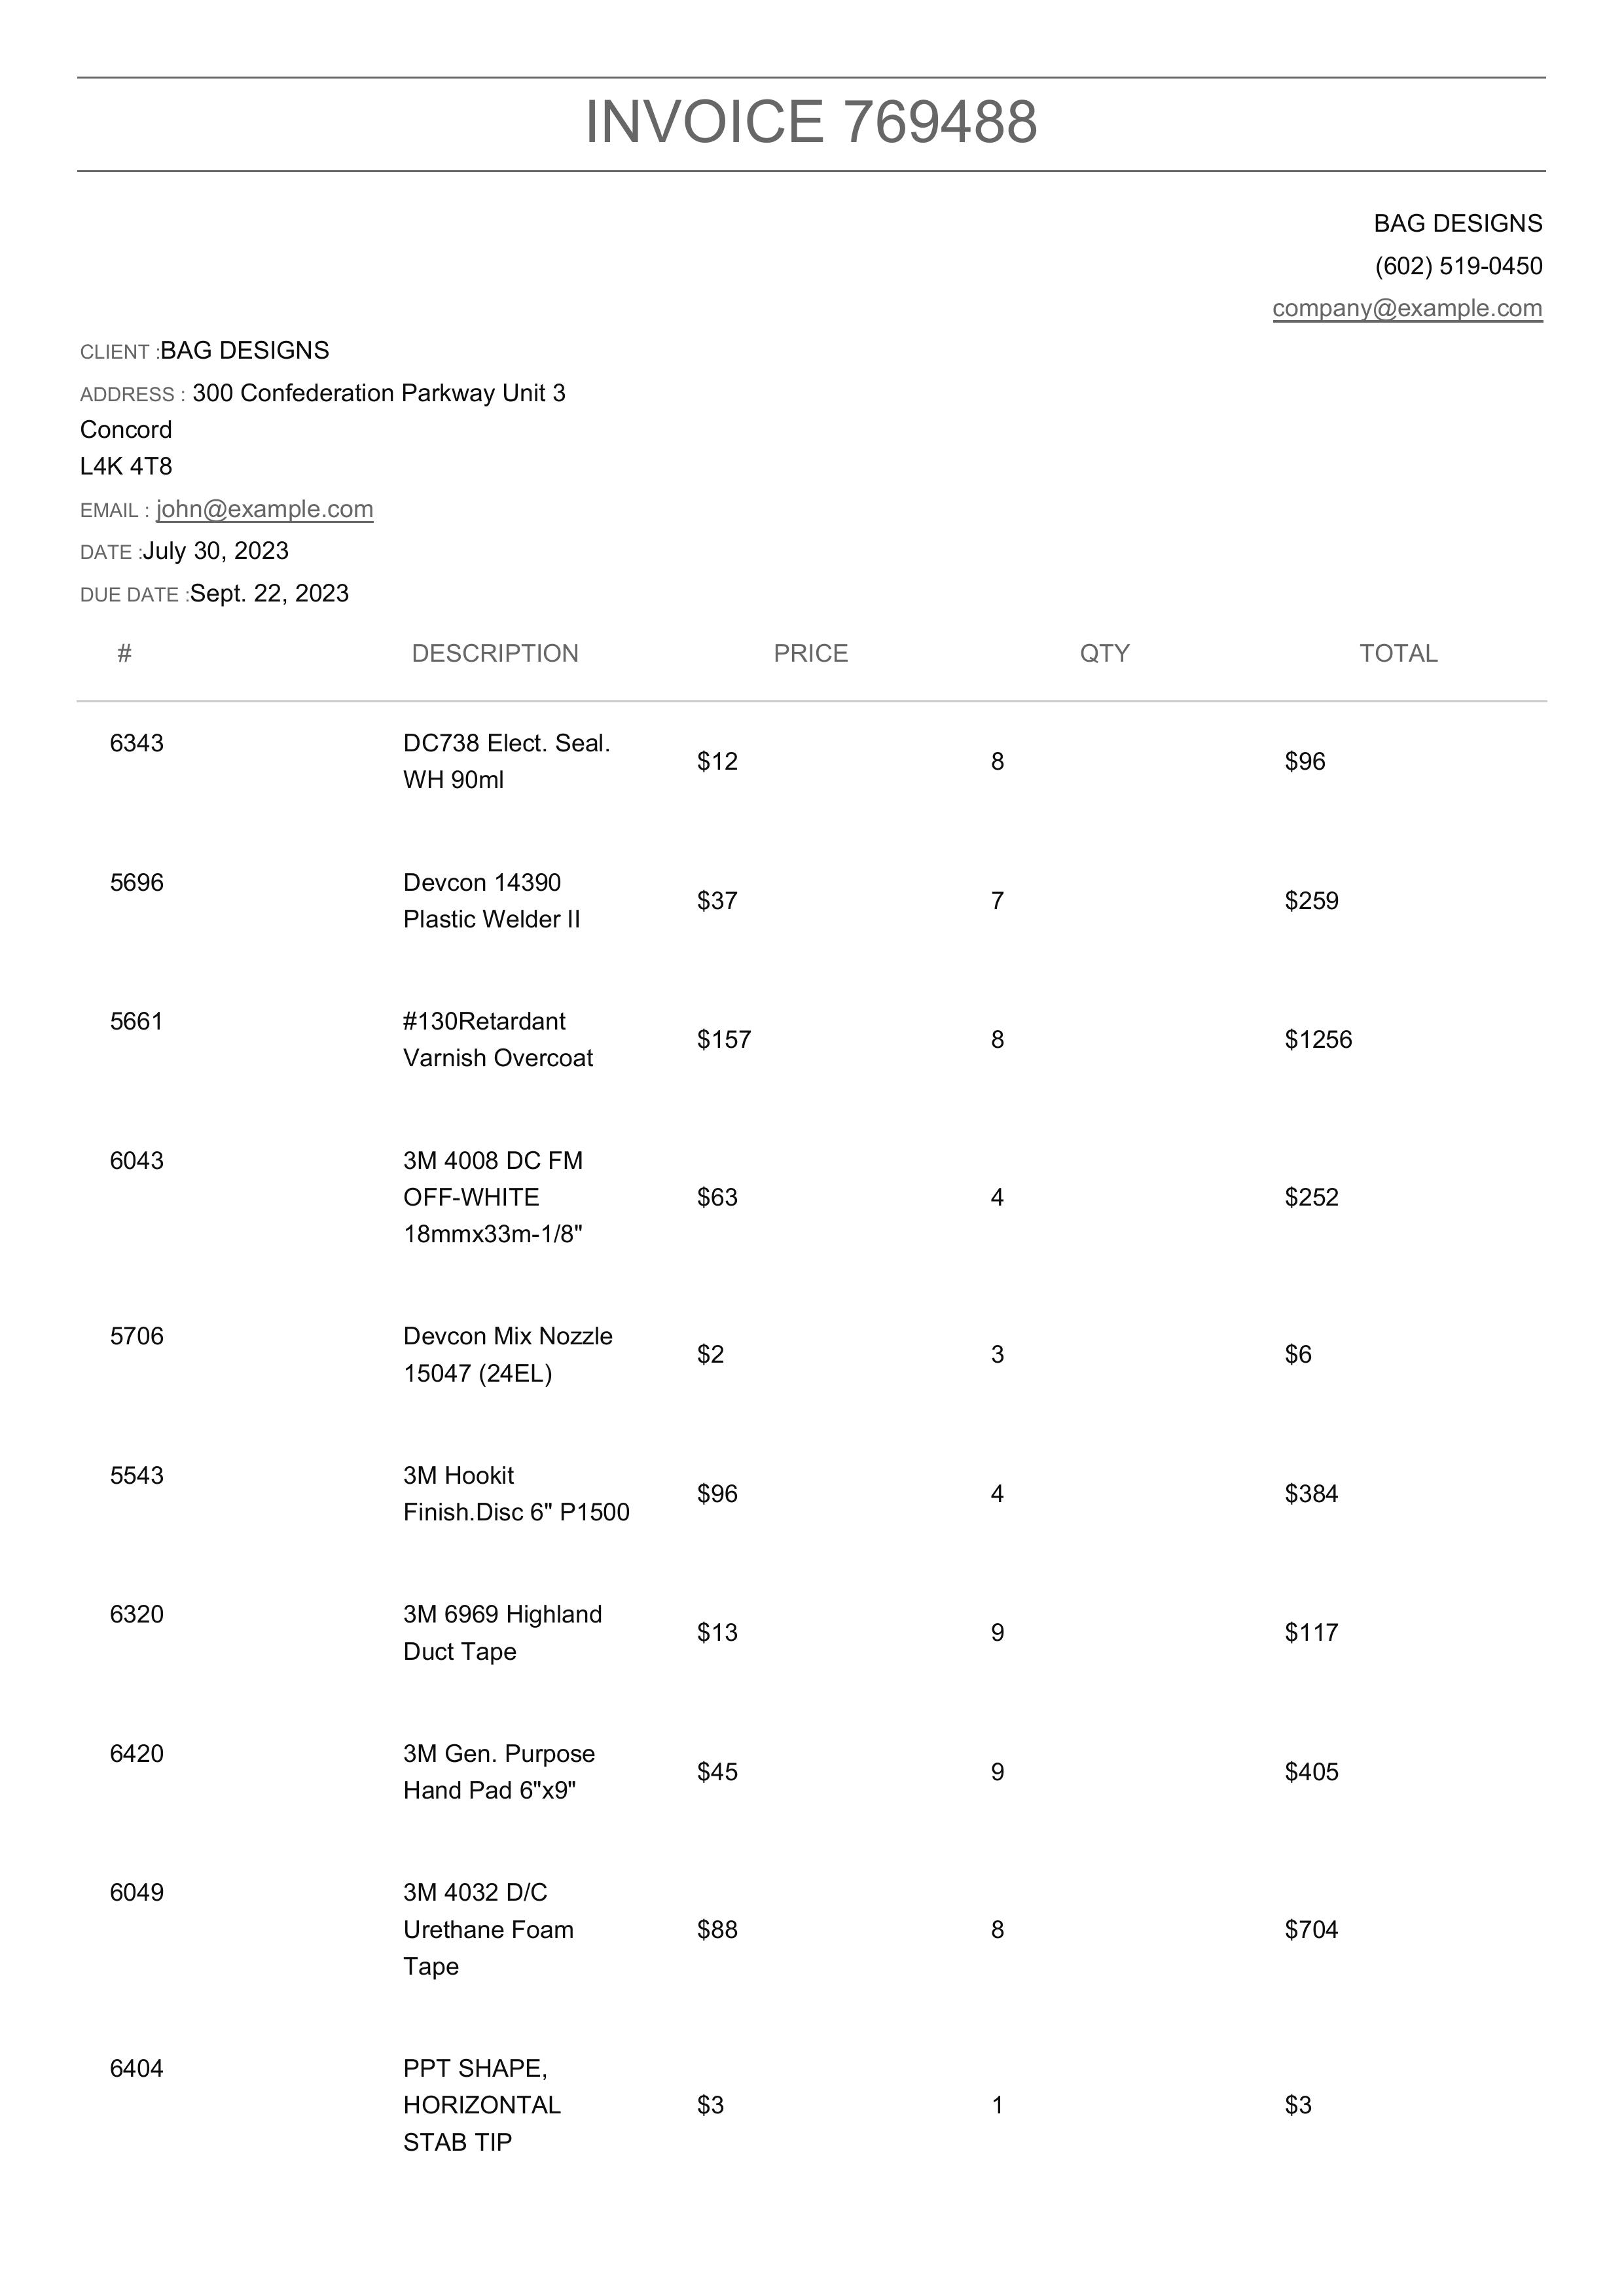 INVOICE 769488
BAG DESIGNS
(602) 519-0450
company@example.com
CLIENT :BAG DESIGNS
ADDRESS : 300 Confederation Parkway Unit 3
Concord
L4K 4T8
EMAIL : john@example.com
DATE :July 30, 2023
DUE DATE :Sept. 22, 2023
# DESCRIPTION PRICE QTY TOTAL
6343 DC738 Elect. Seal.
WH 90ml $12 8 $96
5696 Devcon 14390
Plastic Welder II $37 7 $259
5661 #130Retardant
Varnish Overcoat $157 8 $1256
6043 3M 4008 DC FM
OFF-WHITE $63 4 $252
18mmx33m-1/8"
5706 Devcon Mix Nozzle
15047 (24EL) $2 3 $6
5543 3M Hookit
Finish.Disc 6" P1500 $96 4 $384
6320 3M 6969 Highland
Duct Tape $13 9 $117
6420 3M Gen. Purpose
Hand Pad 6"x9" $45 9 $405
6049 3M 4032 D/C
Urethane Foam $88 8 $704
Tape
6404 PPT SHAPE,
HORIZONTAL $3 1 $3
STAB TIP